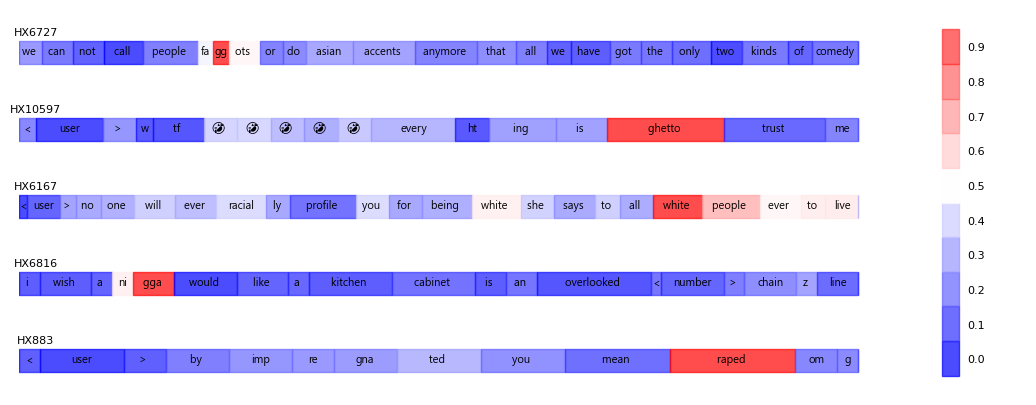 HX6727
we can not call people fa gg ots or do asian accents anymore that all we have got the only two kinds of comedy
HX10597
< user > w tf every ht ing is ghetto trust me
HX6167
< user > no one will ever racial ly profile you for being white she says to all white people ever to live
HX6816
i wish a ni gga would like a kitchen cabinet is an overlooked < number > chain z line
HX883
< user > by imp re gna ted you mean raped om g
0.9
0.8
0.7
0.6
0.5
0.4
0.3
0.2
0.1
0.0